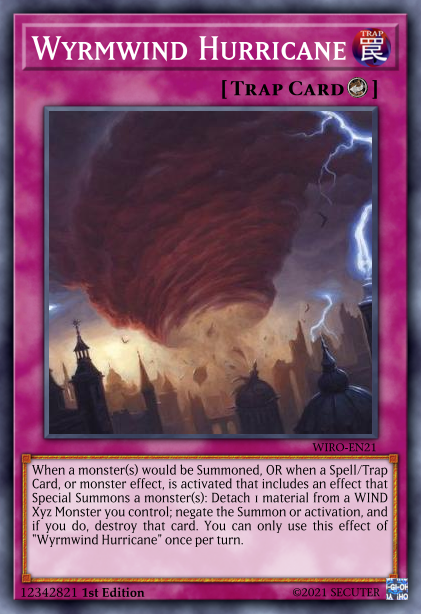 Wyrmwind Hurricane
TRAP
罠
[Trap Card]
WIRO-EN21
When a monster(s) would be Summoned, OR when a Spell/Trap
Card, or monster effect, is activated that includes an effect that
Special Summons a monster(s): Detach 1 material from a WIND
Xyz Monster you control; negate the Summon or activation, and
if you do, destroy that card. You can only use this effect of
"Wyrmwind Hurricane" once per turn.
12342821 1st Edition
©2021 SECUTER